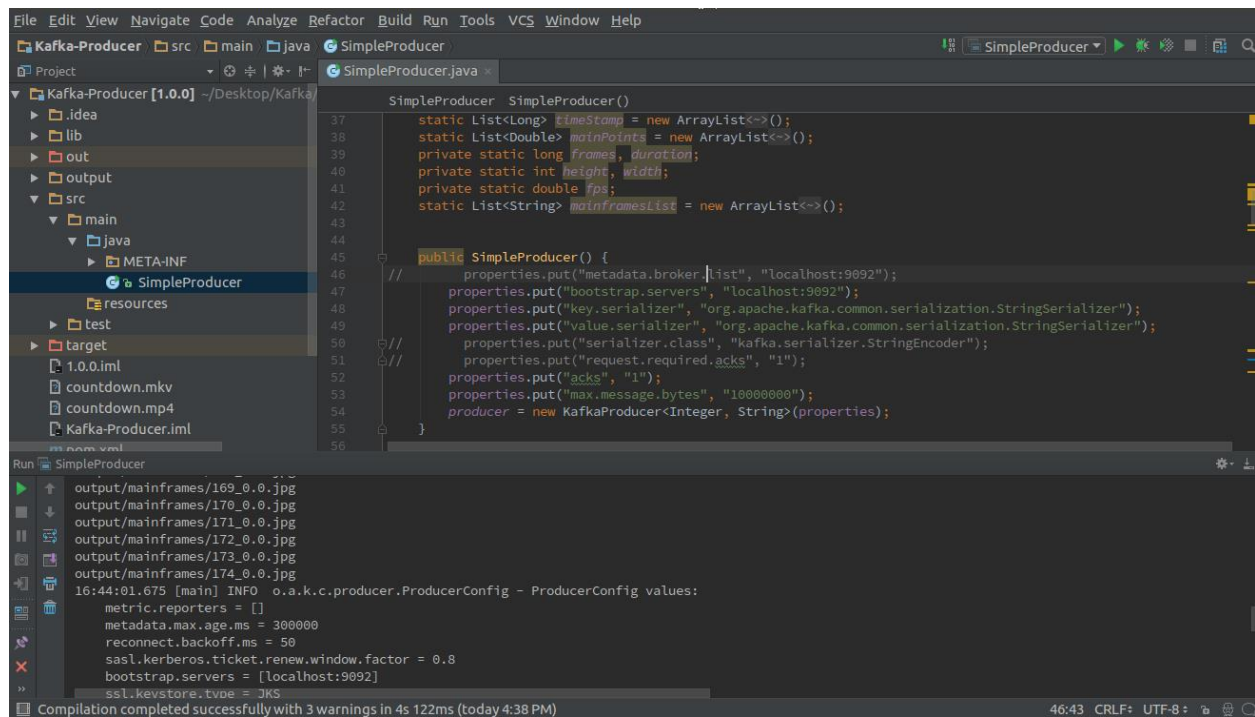 File Edit View Navigate Code Analyze Refactor Build Run Tools VCS Window Help
Kafka-Producer src main java SimpleProducer SimpleProducer
Project SimpleProducer.java
Kafka-Producer [1.0.0] ~/Desktop/Kafka/
.idea
lib
out
output
src
main
java
META-INF
SimpleProducer
resources
test
target
1.0.0.iml
countdown.mkv
countdown.mp4
Kafka-Producer.iml
pom.xml
SimpleProducer SimpleProducer()
37 static List<Long> timeStamp = new ArrayList<~>();
38 static List<Double> mainPoints = new ArrayList<~>();
39 private static long frames, duration;
40 private static int height, width;
41 private static double fps;
42 static List<String> mainframesList = new ArrayList<~>();
43
44
45 public SimpleProducer() {
46 // properties.put("metadata.broker.list", "localhost:9092");
47 properties.put("bootstrap.servers", "localhost:9092");
48 properties.put("key.serializer", "org.apache.kafka.common.serialization.StringSerializer");
49 properties.put("value.serializer", "org.apache.kafka.common.serialization.StringSerializer");
50 // properties.put("serializer.class", "kafka.serializer.StringEncoder");
51 // properties.put("request.required.acks", "1");
52 properties.put("acks", "1");
53 properties.put("max.message.bytes", "10000000");
54 producer = new KafkaProducer<Integer, String>(properties);
55 }
56
Run SimpleProducer
output/mainframes/169_0.0.jpg
output/mainframes/170_0.0.jpg
output/mainframes/171_0.0.jpg
output/mainframes/172_0.0.jpg
output/mainframes/173_0.0.jpg
output/mainframes/174_0.0.jpg
16:44:01.675 [main] INFO o.a.k.c.producer.ProducerConfig - ProducerConfig values:
metric.reporters = []
metadata.max.age.ms = 300000
reconnect.backoff.ms = 50
sasl.kerberos.ticket.renew.window.factor = 0.8
bootstrap.servers = [localhost:9092]
ssl.keystore.type = JKS
Compilation completed successfully with 3 warnings in 4s 122ms (today 4:38 PM) 46:43 CRLF UTF-8